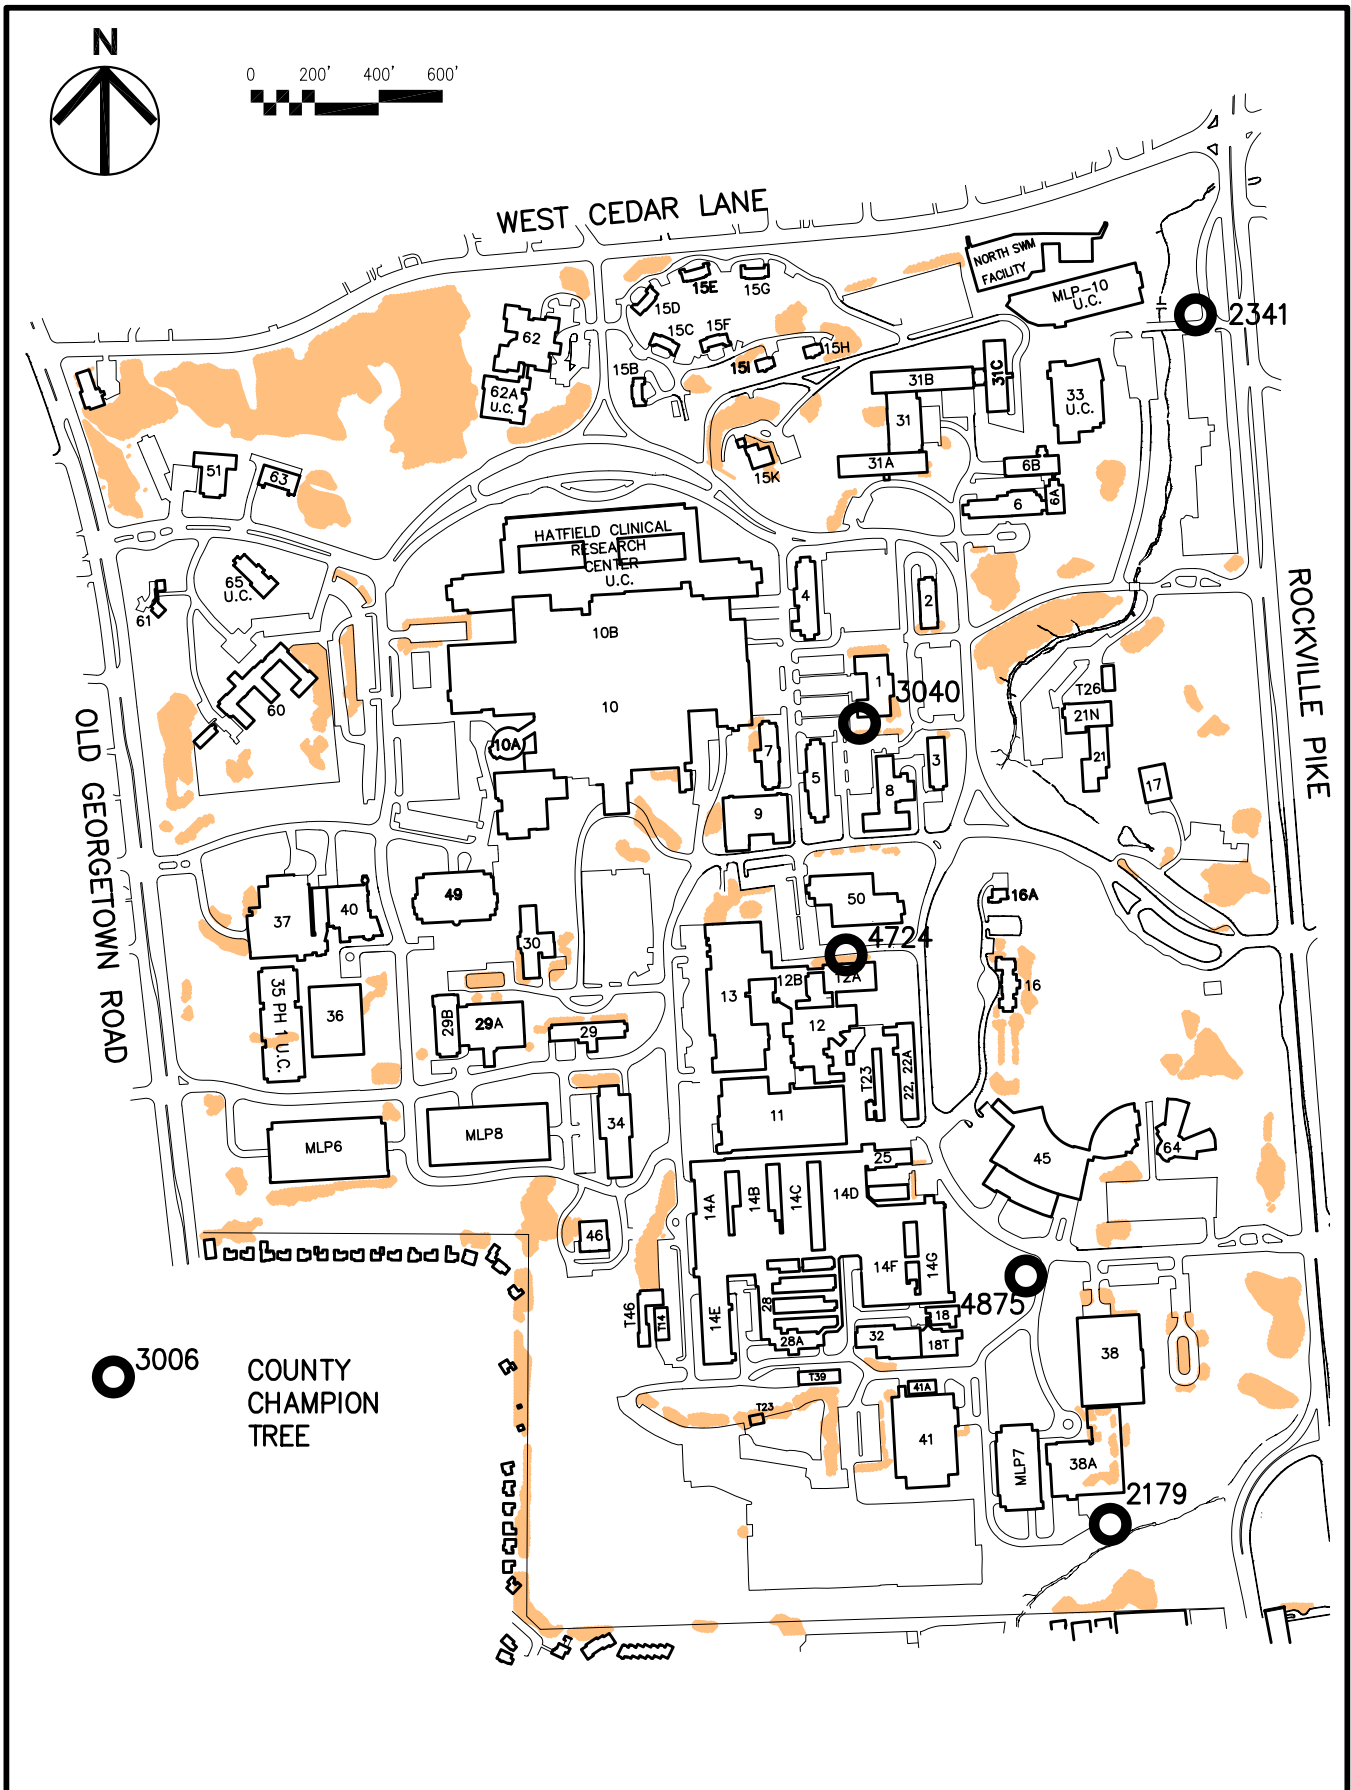 N
0 200' 400' 600'
WEST CEDAR LANE
NORTH SWM
FACILITY
MLP-10
U.C.
2341
15E
15G
15D
15C
15F
15H
15I
15B
62
62A
U.C.
31B
31C
33
U.C.
31
31A
15K
6B
6A
6
51
63
HATFIELD CLINICAL
RESEARCH
CENTER
U.C.
65
U.C.
61
4
2
10B
10
10A
60
1
3040
T26
21N
21
17
7
5
3
8
9
ROCKVILLE PIKE
OLD GEORGETOWN ROAD
37
40
49
30
50
4724
16A
16
13
12B
12A
12
35 PH 1 U.C.
36
29B
29A
29
T23
22, 22A
11
34
MLP6
MLP8
25
45
64
14A
14B
14C
14D
46
14F
14G
4875
T46
T14
14E
28
28A
32
18
18T
38
3006
COUNTY
CHAMPION
TREE
T39
41A
T23
41
MLP7
38A
2179